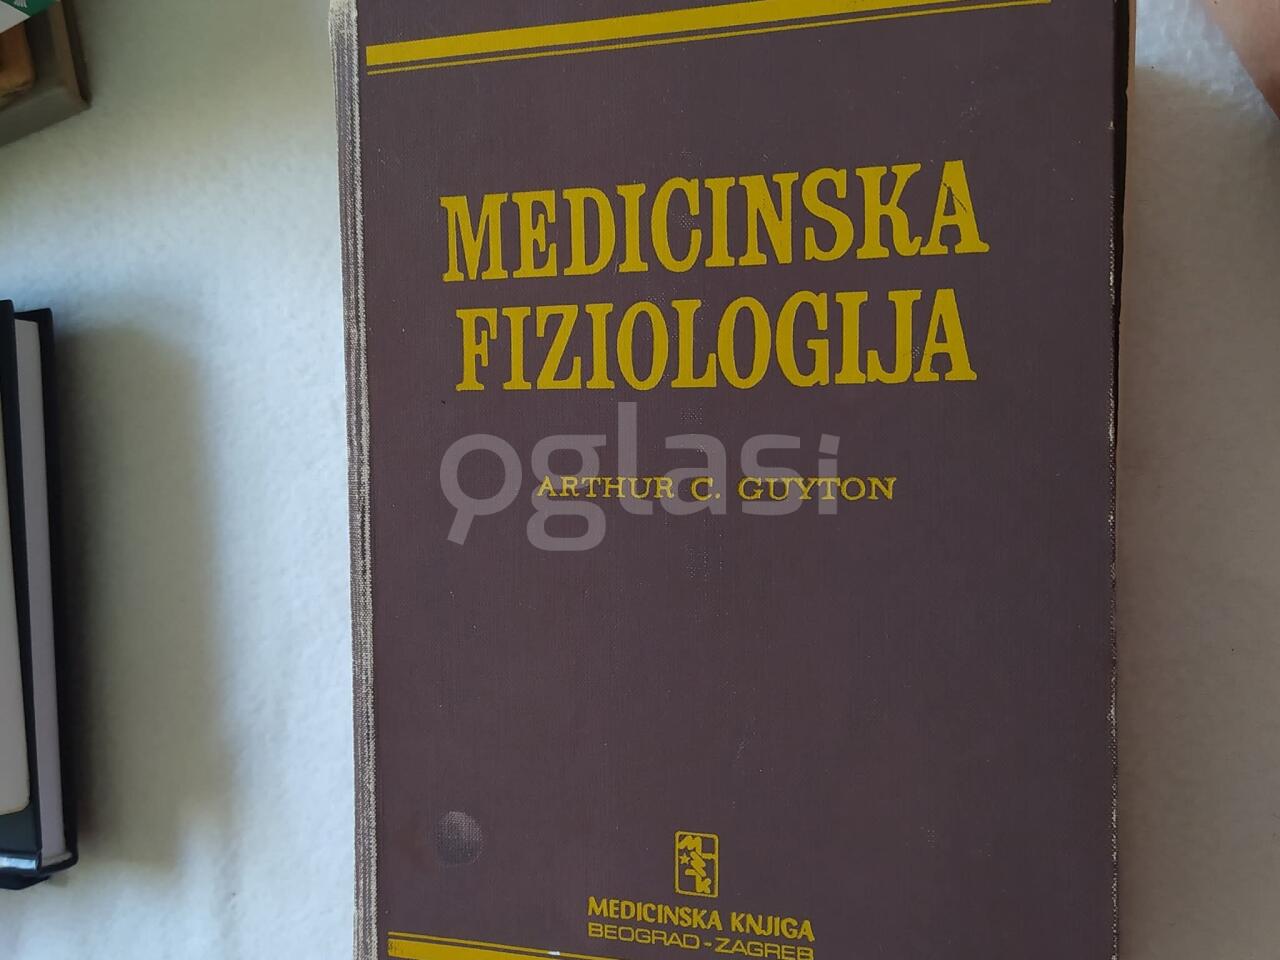 MEDICINSKA
FIZIOLOGIJA
oglasi
ARTHUR C. GUYTON
MEDICINSKA KNJIGA
BEOGRAD-ZAGREB